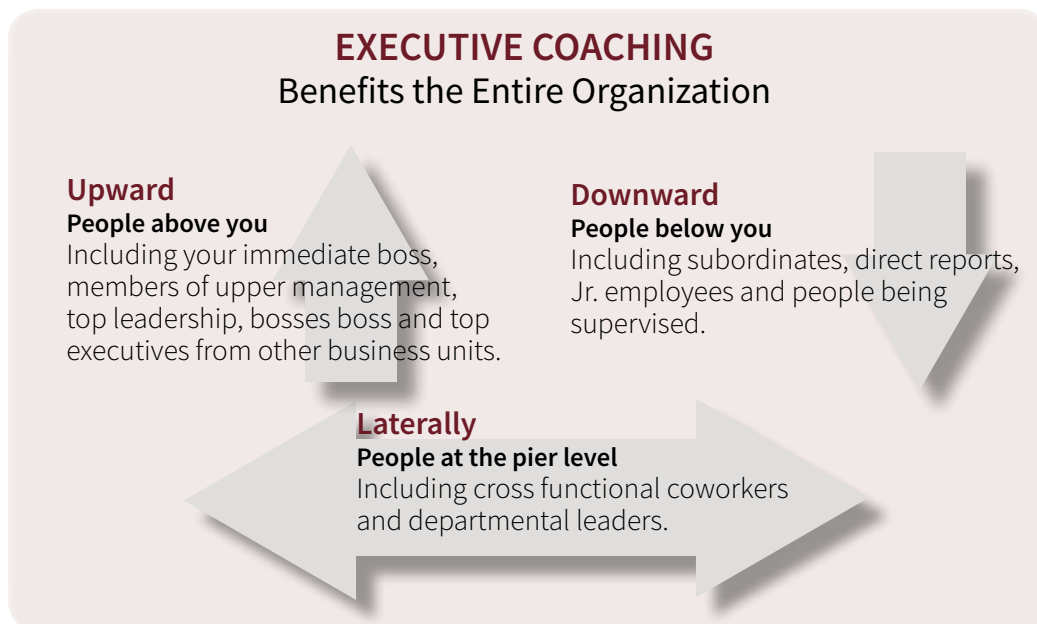 EXECUTIVE COACHING
Benefits the Entire Organization
Upward
People above you
Including your immediate boss,
members of upper management,
top leadership, bosses boss and top
executives from other business units.
Downward
People below you
Including subordinates, direct reports,
Jr. employees and people being
supervised.
Laterally
People at the pier level
Including cross functional coworkers
and departmental leaders.